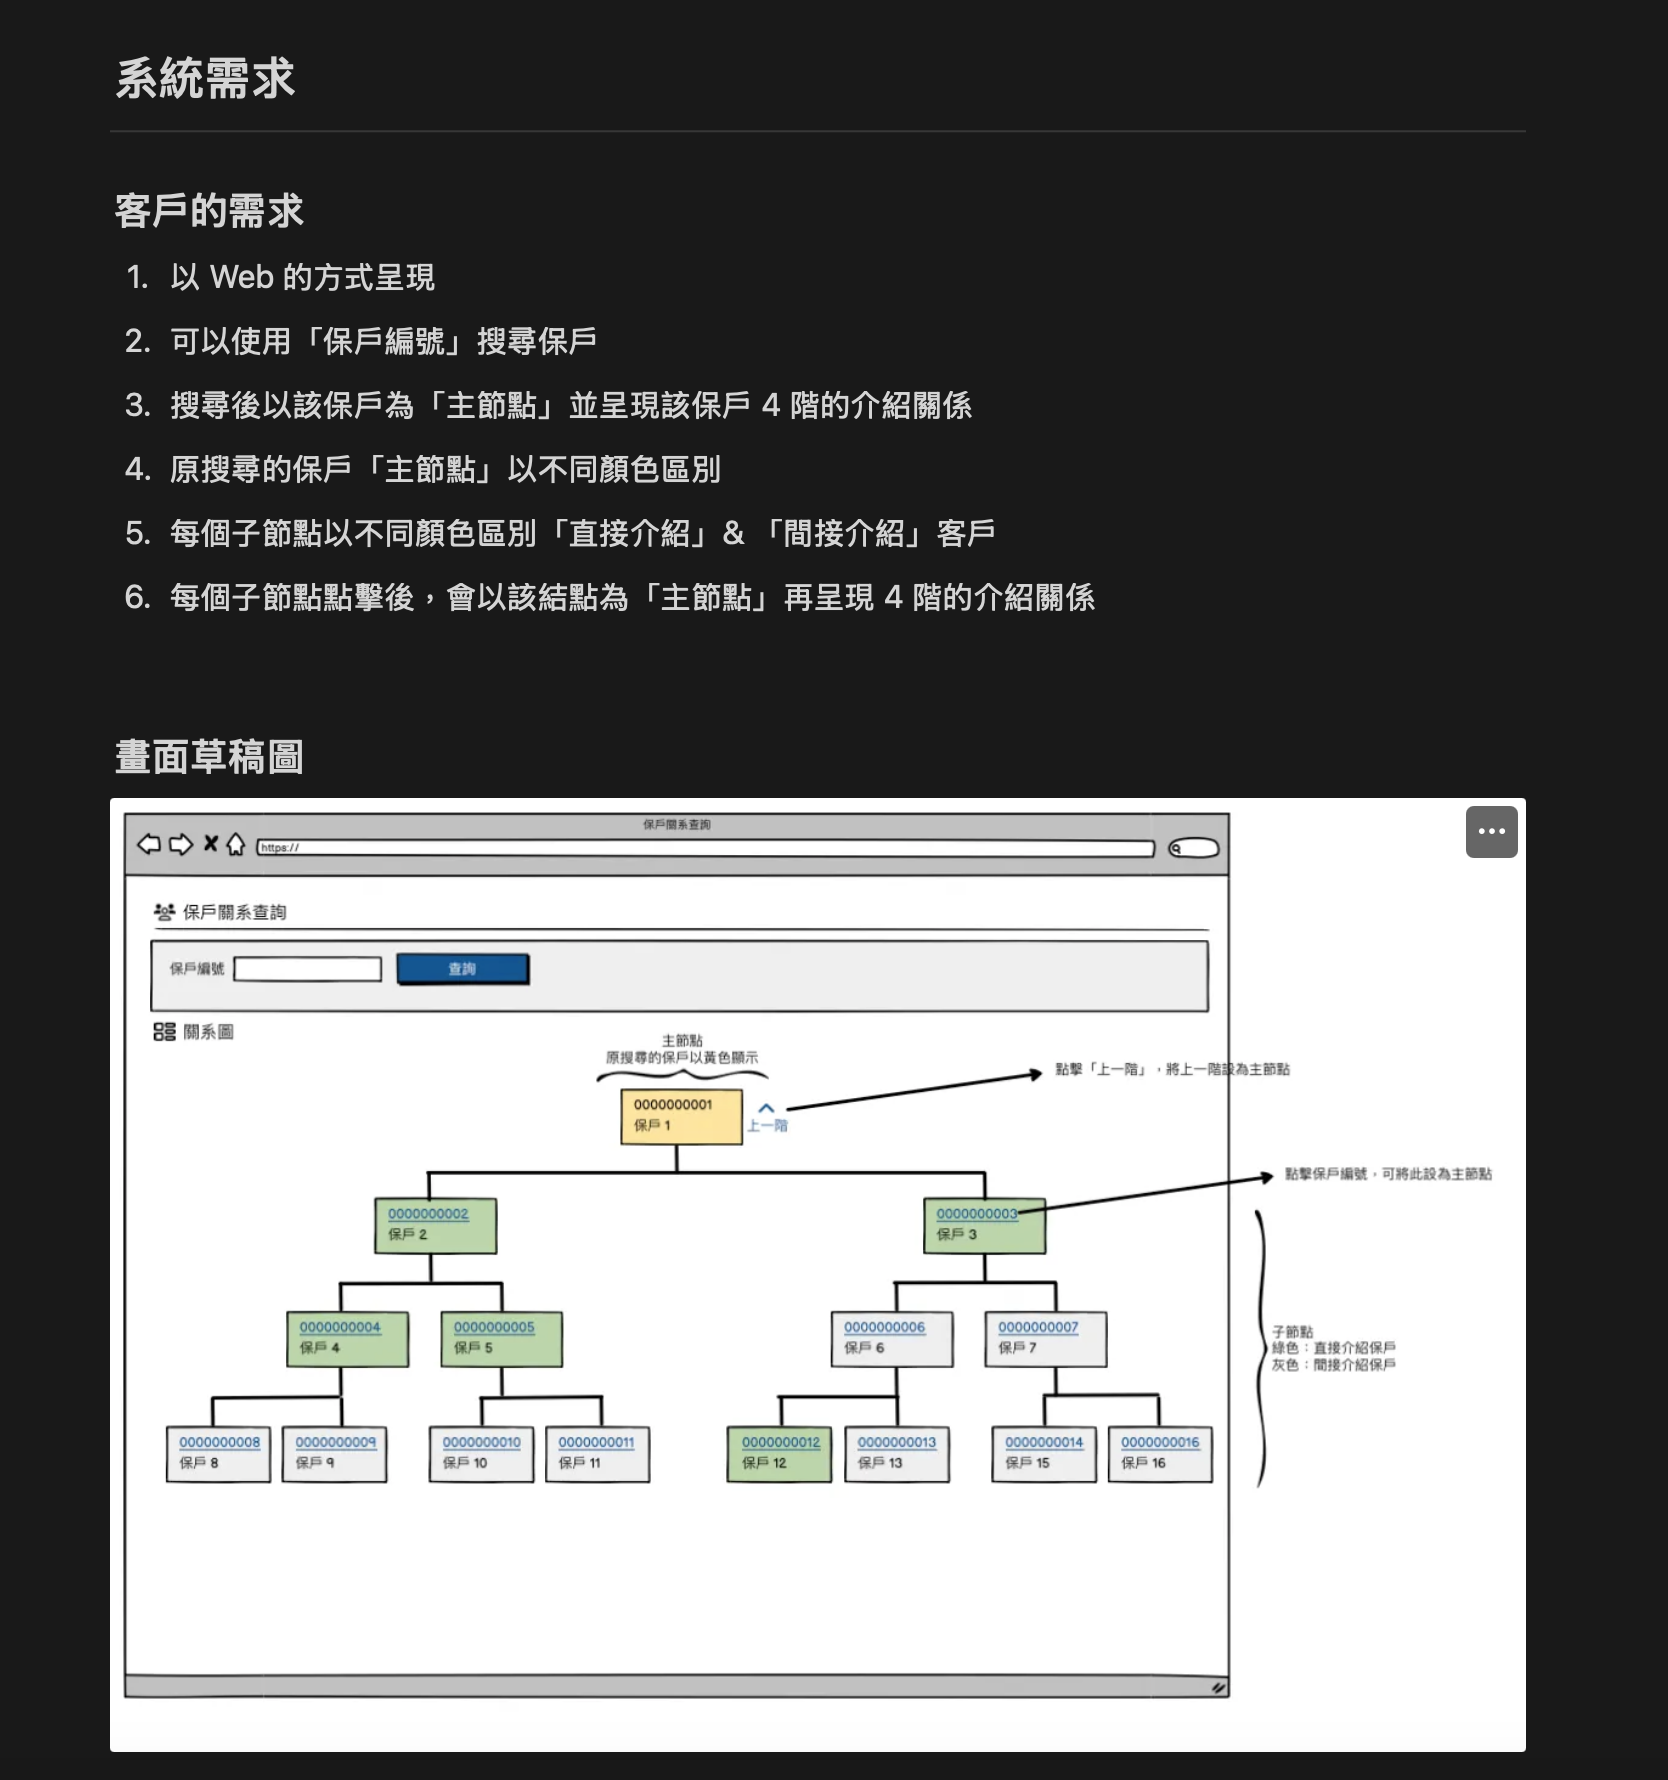 系統需求
客戶的需求
1. 以 Web 的方式呈現
2. 可以使用「保戶編號」搜尋保戶
3. 搜尋後以該保戶為「主節點」並呈現該保戶 4 階的介紹關係
4. 原搜尋的保戶「主節點」以不同顏色區別
5. 每個子節點以不同顏色區別「直接介紹」& 「間接介紹」客戶
6. 每個子節點點擊後，會以該結點為「主節點」再呈現 4 階的介紹關係
畫面草稿圖
保戶關系查詢
https://
保戶關系查詢
保戶編號
查詢
關系圖
主節點
原搜尋的保戶以黃色顯示
點擊「上一階」，將上一階設為主節點
0000000001
保戶 1
上一階
點擊保戶編號，可將此設為主節點
0000000002
保戶 2
0000000003
保戶 3
0000000004
保戶 4
0000000005
保戶 5
0000000006
保戶 6
0000000007
保戶 7
子節點
綠色：直接介紹保戶
灰色：間接介紹保戶
0000000008
保戶 8
0000000009
保戶 9
0000000010
保戶 10
0000000011
保戶 11
0000000012
保戶 12
0000000013
保戶 13
0000000014
保戶 15
0000000016
保戶 16